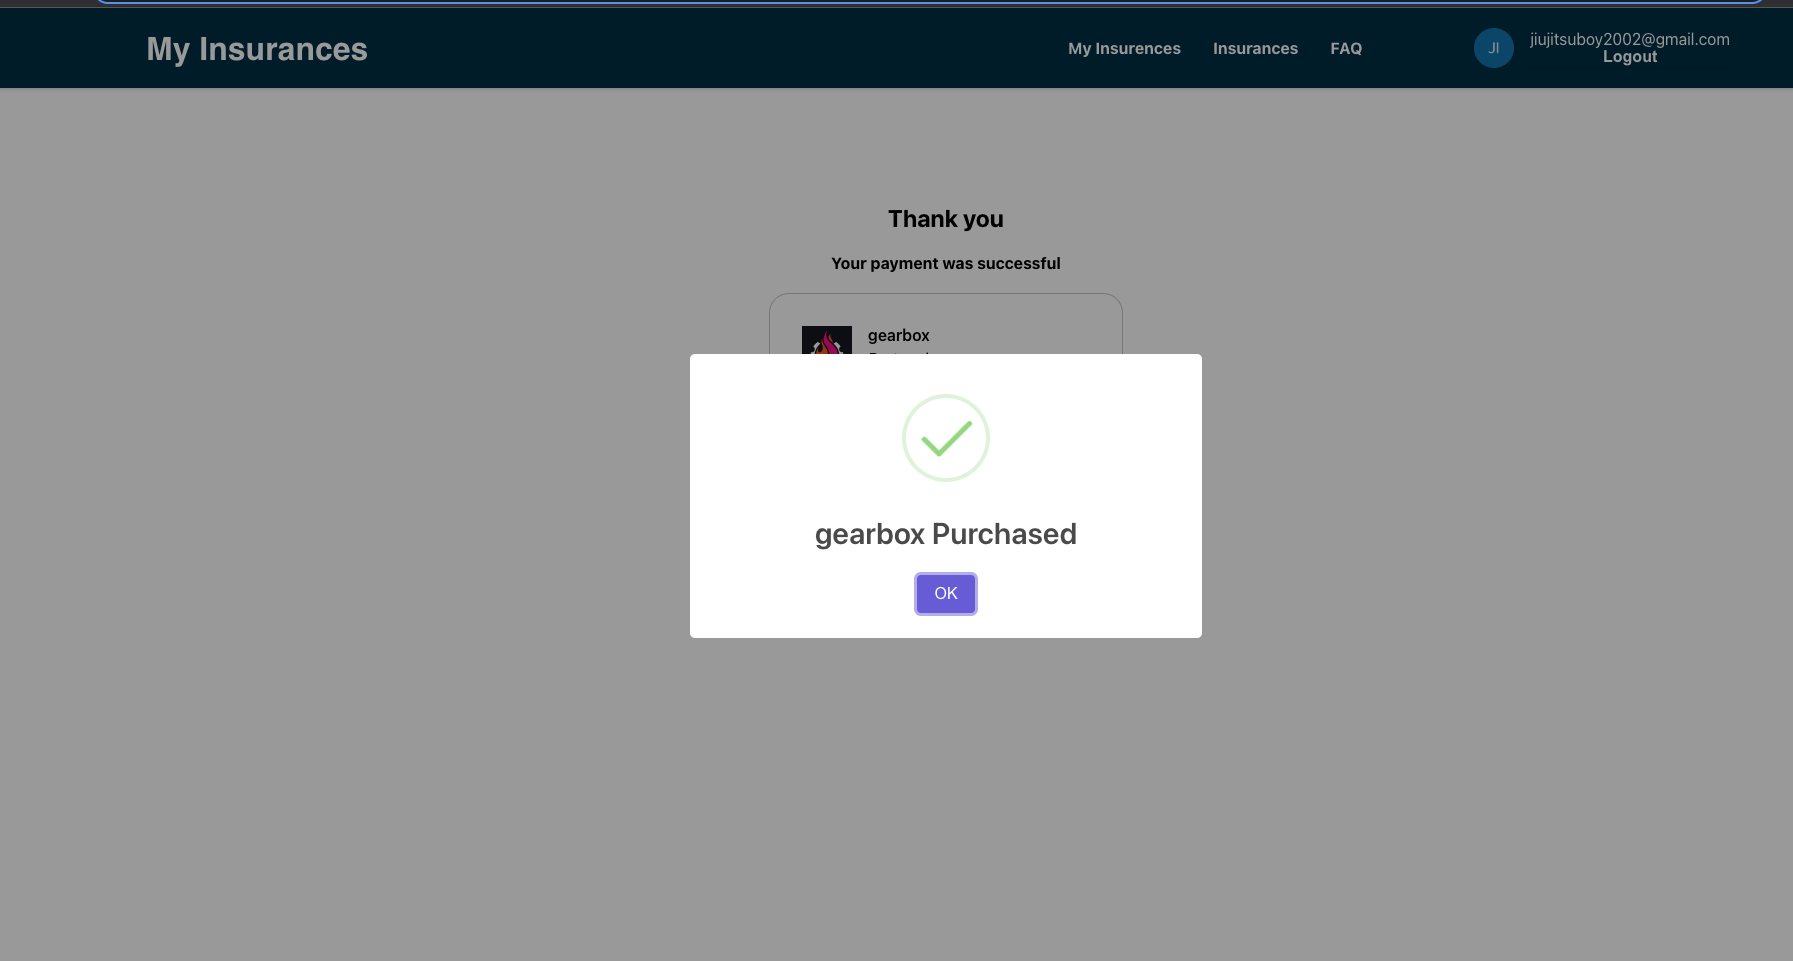 My Insurances
My Insurences
Insurances
FAQ
JI
jiujitsuboy2002@gmail.com
Logout
Thank you
Your payment was successful
gearbox
gearbox Purchased
OK